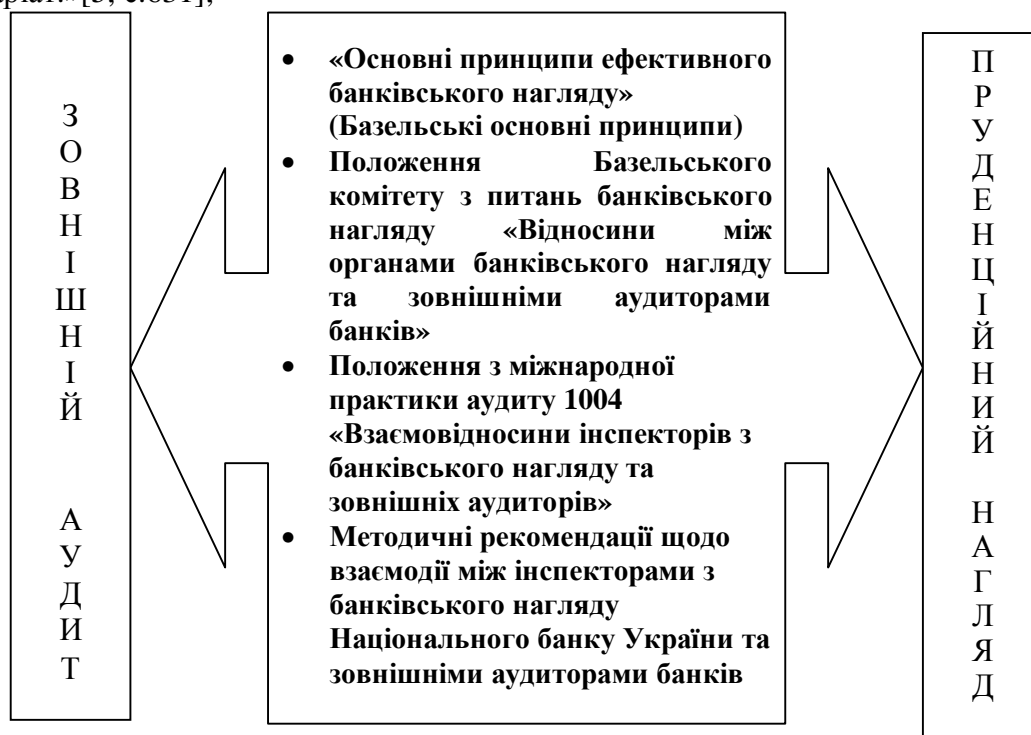 ЗОВНІШНІЙ АУДИТ
• «Основні принципи ефективного
банківського нагляду»
(Базельські основні принципи)
• Положення Базельського
комітету з питань банківського
нагляду «Відносини між
органами банківського нагляду
та зовнішніми аудиторами
банків»
• Положення з міжнародної
практики аудиту 1004
«Взаємовідносини інспекторів з
банківського нагляду та
зовнішніх аудиторів»
• Методичні рекомендації щодо
взаємодії між інспекторами з
банківського нагляду
Національного банку України та
зовнішніми аудиторами банків
ПРУДЕНЦІЙНИЙ НАГЛЯД